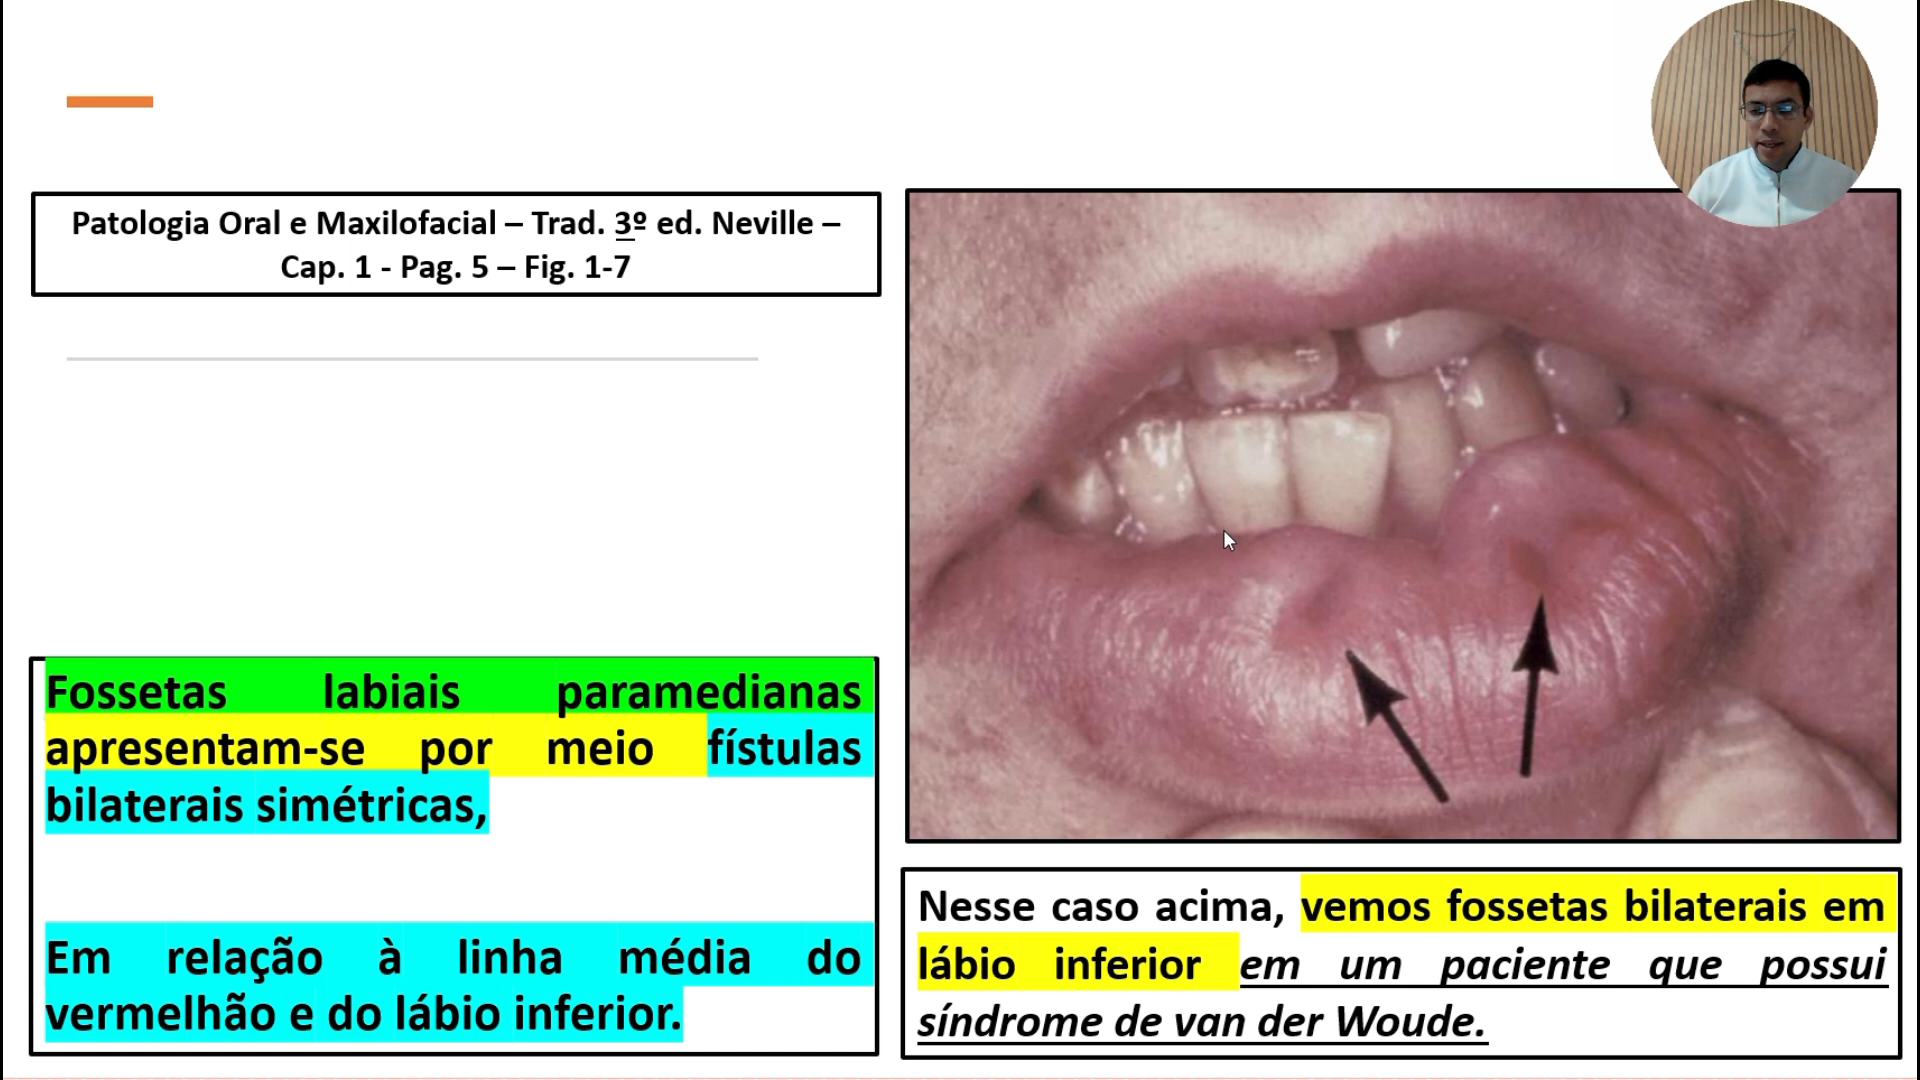 Patologia Oral e Maxilofacial – Trad. 3º ed. Neville –
Cap. 1 - Pag. 5 – Fig. 1-7
Fossetas labiais paramedianas
apresentam-se por meio fístulas
bilaterais simétricas,
Em relação à linha média do
vermelhão e do lábio inferior.
Nesse caso acima, vemos fossetas bilaterais em
lábio inferior em um paciente que possui
síndrome de van der Woude.